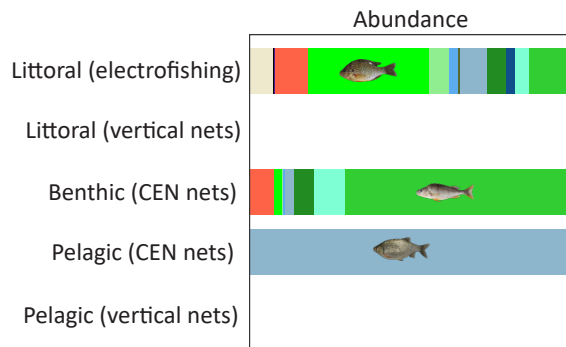 Abundance
Littoral (electrofishing)
Littoral (vertical nets)
Benthic (CEN nets)
Pelagic (CEN nets)
Pelagic (vertical nets)